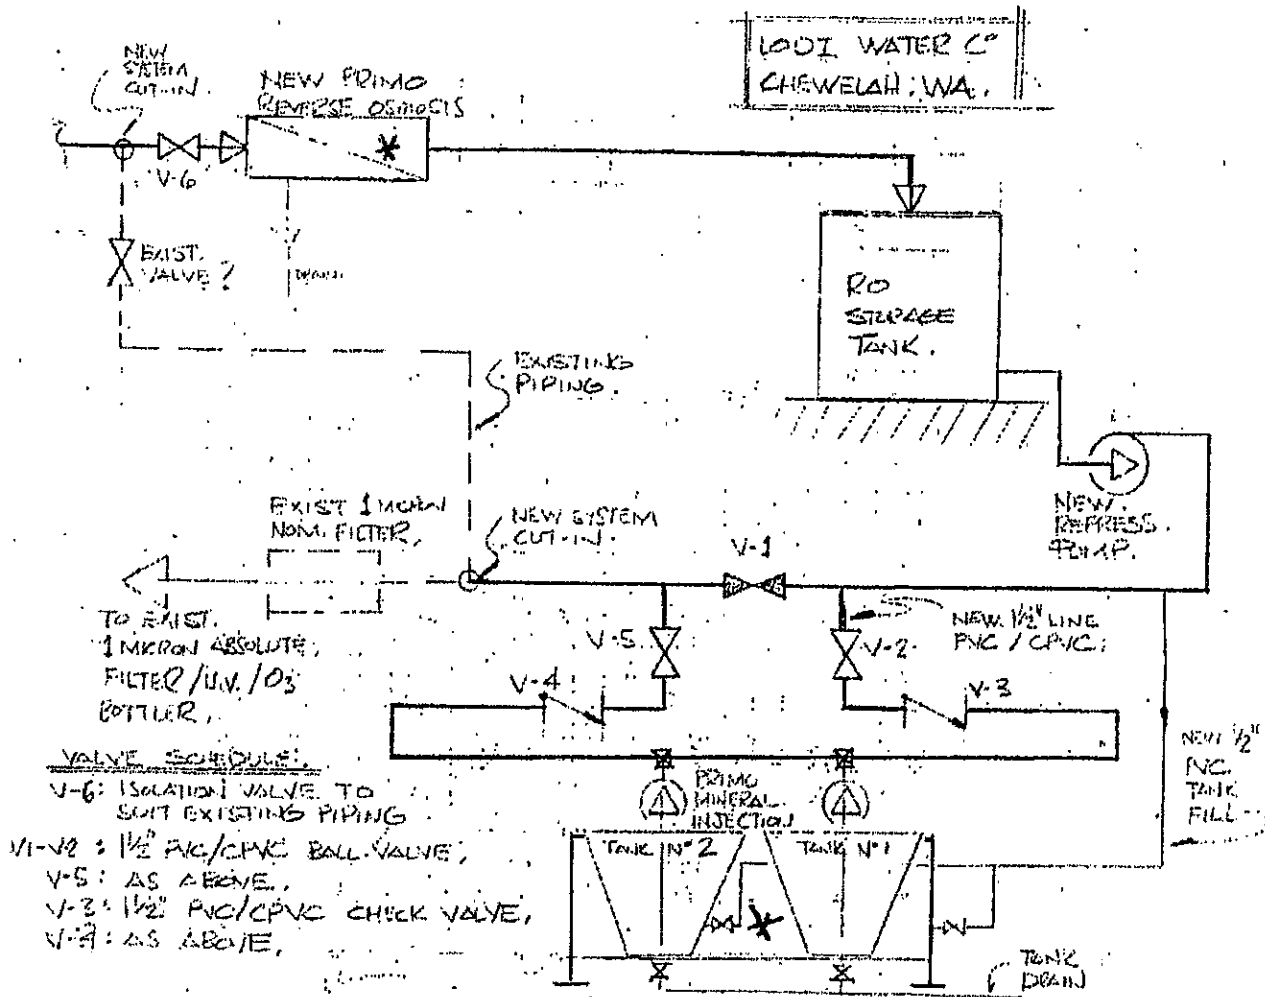 LODI WATER Cº
CHEWELAH, WA.
NEW
SYSTEM
CUT-IN.
NEW PRIMO
REVERSE OSMOSIS
V-6
EXIST.
VALVE ?
DRAIN
RO
STORAGE
TANK.
EXISTING
PIPING.
NEW
REPRESS.
PUMP.
EXIST 1 MICRON
NOM. FILTER,
NEW SYSTEM
CUT-IN.
V-1
TO EXIST.
1 MICRON ABSOLUTE,
FILTER/U.V./O3
BOTTLER,
V-5
V-2
NEW 1½" LINE
PVC / CPVC,
V-4
V-3
NEW ½"
PVC
TANK
FILL
PRIMO
MINERAL
INJECTION
TANK Nº 2
TANK Nº 1
TANK
DRAIN
VALVE SCHEDULE:
V-6: ISOLATION VALVE TO
SUIT EXISTING PIPING
V1-V2 : 1½" PVC/CPVC BALL VALVE,
V-5: AS ABOVE,
V-3: 1½" PVC/CPVC CHECK VALVE,
V-4: AS ABOVE,